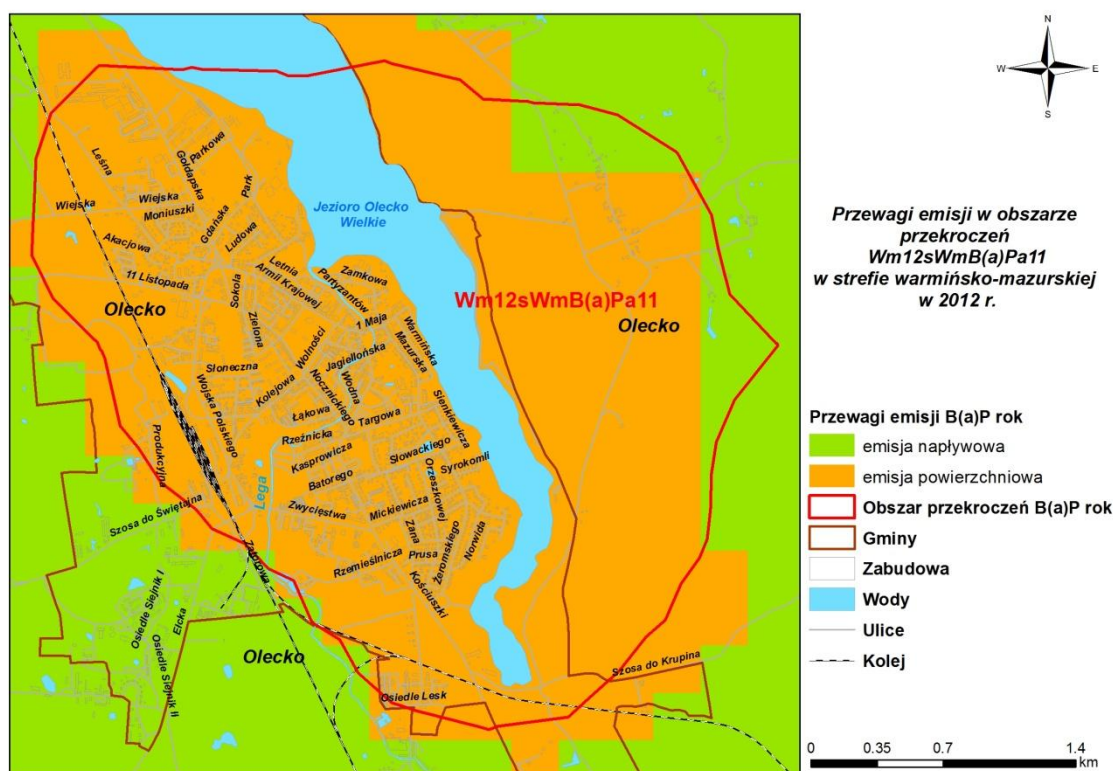 N
W
E
S
Przewagi emisji w obszarze
przekroczeń
Wm12sWmB(a)Pa11
w strefie warmińsko-mazurskiej
w 2012 r.
Przewagi emisji B(a)P rok
emisja napływowa
emisja powierzchniowa
Obszar przekroczeń B(a)P rok
Gminy
Zabudowa
Wody
Ulice
Kolej
0 0.35 0.7 1.4
km
Leśna
Gołdapska
Parkowa
Park
Wiejska
Wiejska
Moniuszki
Gdańska
Ludowa
Akacjowa
11 Listopada
Jezioro Olecko
Wielkie
Letnia
Armii Krajowej
Partyzantów
Zamkowa
Sokola
Zielona
Olecko
Wm12sWmB(a)Pa11
Olecko
1 Maja
Warmińska
Mazurska
Wolności
Jagiellońska
Słoneczna
Kolejowa
Nocznickiego
Wodna
Wojska Polskiego
Łąkowa
Targowa
Sienkiewicza
Rzeźnicka
Kasprowicza
Słowackiego
Syrokomli
Orzeszkowej
Batorego
Produkcyjna
Lega
Zwycięstwa
Mickiewicza
Szosa do Świętajna
Zana
Prusa
Żeromskiego
Norwida
Rzemieślnicza
Kościuszki
Osiedle Siejnik I
Ełcka
Osiedle Siejnik II
Olecko
Osiedle Lesk
Szosa do Krupina